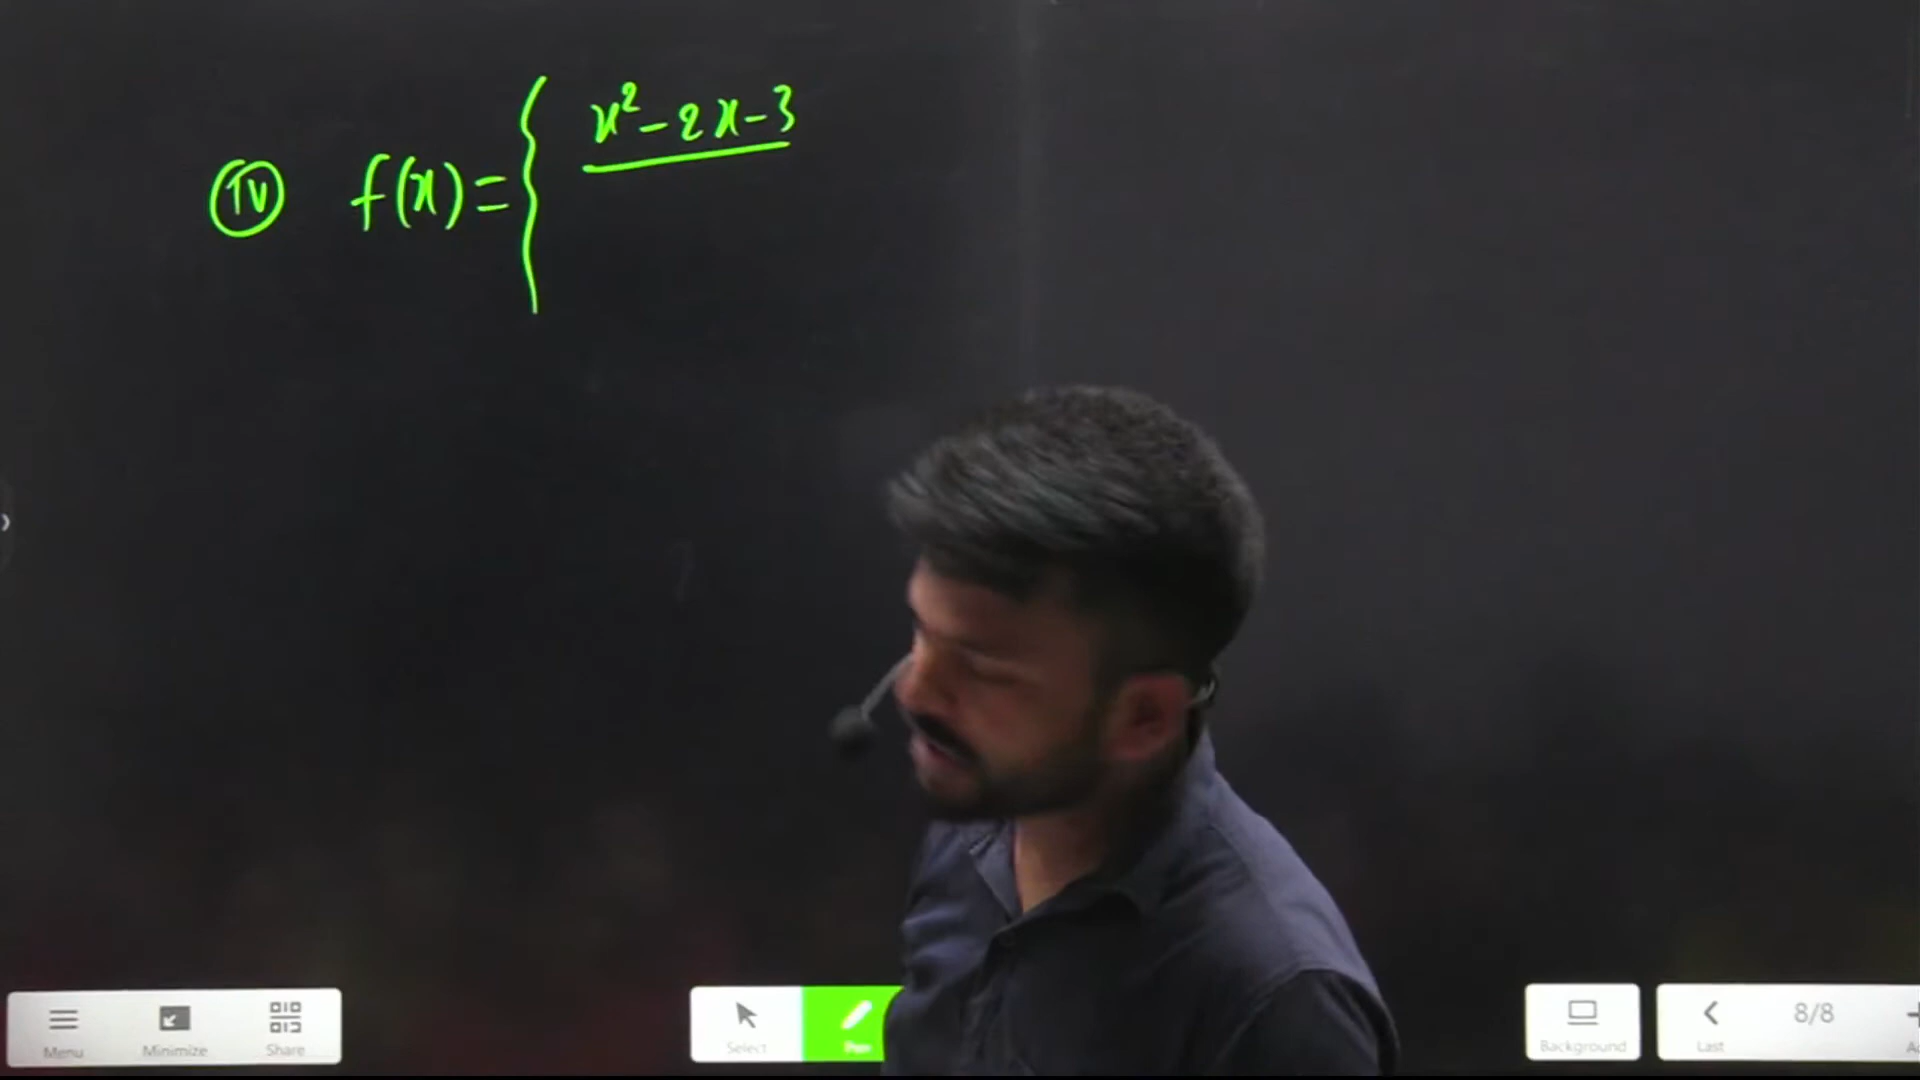 (iv) f(x) = { x² - 2x - 3
Menu Minimize Share Select Pen Background Last 8/8